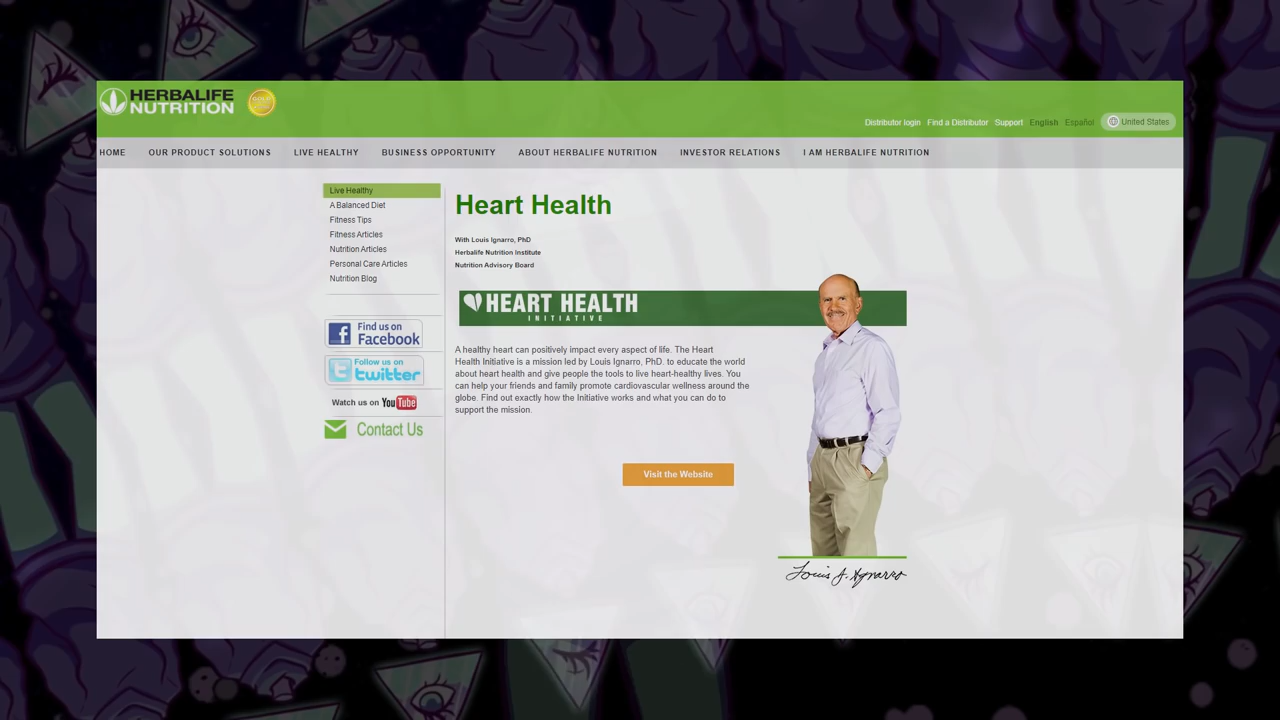 HERBALIFE
NUTRITION
Distributor login Find a Distributor Support English Español United States
HOME OUR PRODUCT SOLUTIONS LIVE HEALTHY BUSINESS OPPORTUNITY ABOUT HERBALIFE NUTRITION INVESTOR RELATIONS I AM HERBALIFE NUTRITION
Live Healthy
A Balanced Diet
Fitness Tips
Fitness Articles
Nutrition Articles
Personal Care Articles
Nutrition Blog
Find us on
Facebook
Follow us on
twitter
Watch us on YouTube
Contact Us
Heart Health
With Louis Ignarro, PhD
Herbalife Nutrition Institute
Nutrition Advisory Board
HEART HEALTH
INITIATIVE
A healthy heart can positively impact every aspect of life. The Heart
Health Initiative is a mission led by Louis Ignarro, PhD. to educate the world
about heart health and give people the tools to live heart-healthy lives. You
can help your friends and family promote cardiovascular wellness around the
globe. Find out exactly how the Initiative works and what you can do to
support the mission.
Visit the Website
Louis J. Ignarro